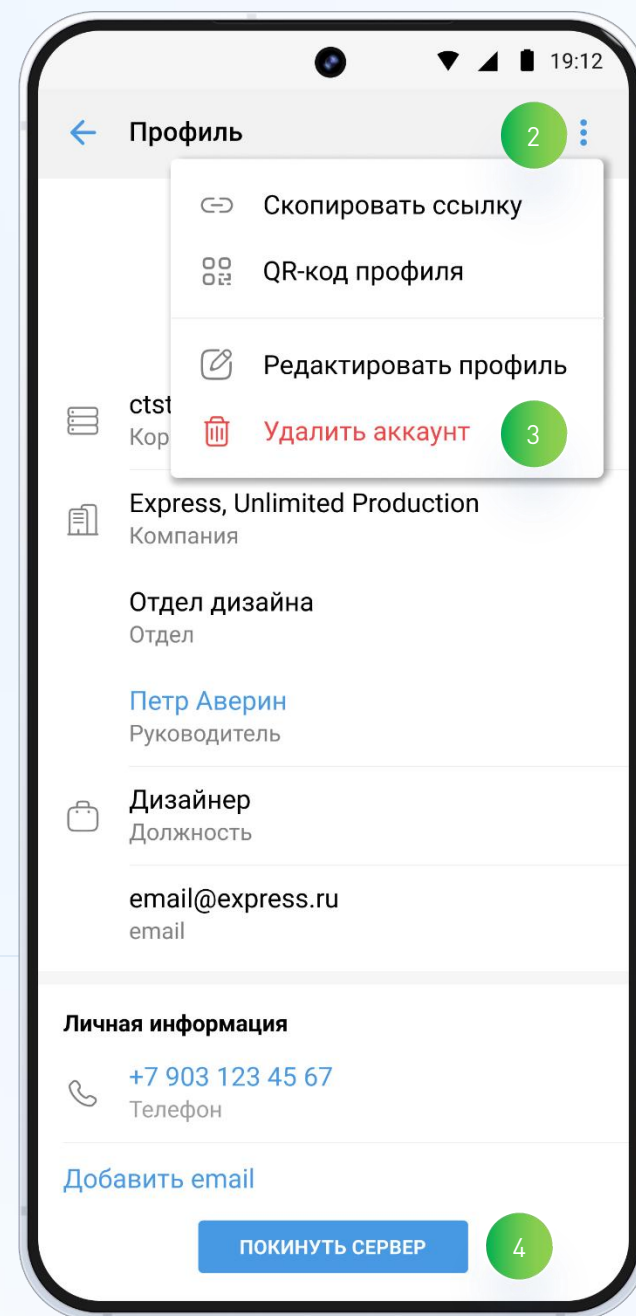 19:12
Профиль
2
Скопировать ссылку
QR-код профиля
Редактировать профиль
Удалить аккаунт
3
ctst
Кор
Express, Unlimited Production
Компания
Отдел дизайна
Отдел
Петр Аверин
Руководитель
Дизайнер
Должность
email@express.ru
email
Личная информация
+7 903 123 45 67
Телефон
Добавить email
ПОКИНУТЬ СЕРВЕР
4